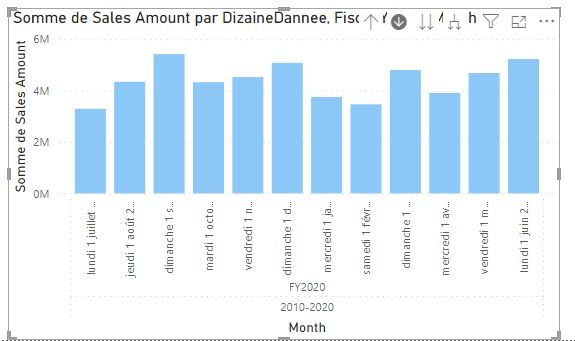 Somme de Sales Amount par DizaineDannee, Fisc
Somme de Sales Amount
6M
4M
2M
0M
lundi 1 juillet ...
jeudi 1 août 2...
dimanche 1 s...
mardi 1 octo...
vendredi 1 n...
dimanche 1 d...
mercredi 1 ja...
samedi 1 févr...
dimanche 1 ...
mercredi 1 av...
vendredi 1 m...
lundi 1 juin 2...
FY2020
2010-2020
Month